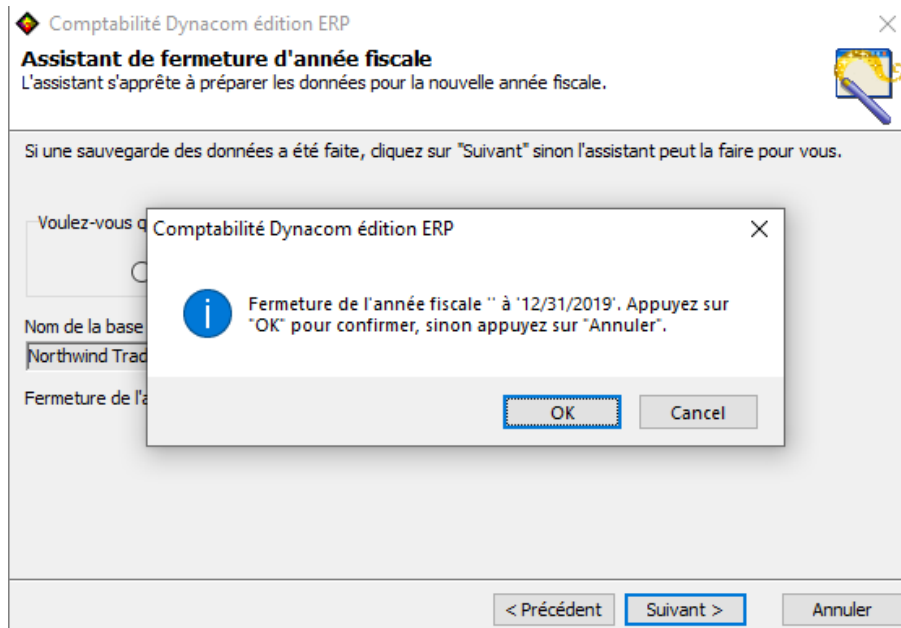 Comptabilité Dynacom édition ERP
Assistant de fermeture d'année fiscale
L'assistant s'apprête à préparer les données pour la nouvelle année fiscale.
Si une sauvegarde des données a été faite, cliquez sur "Suivant" sinon l'assistant peut la faire pour vous.
Voulez-vous
Comptabilité Dynacom édition ERP
Fermeture de l'année fiscale '' à '12/31/2019'. Appuyez sur
"OK" pour confirmer, sinon appuyez sur "Annuler".
OK
Cancel
Nom de la base
Northwind
Fermeture de
< Précédent
Suivant >
Annuler